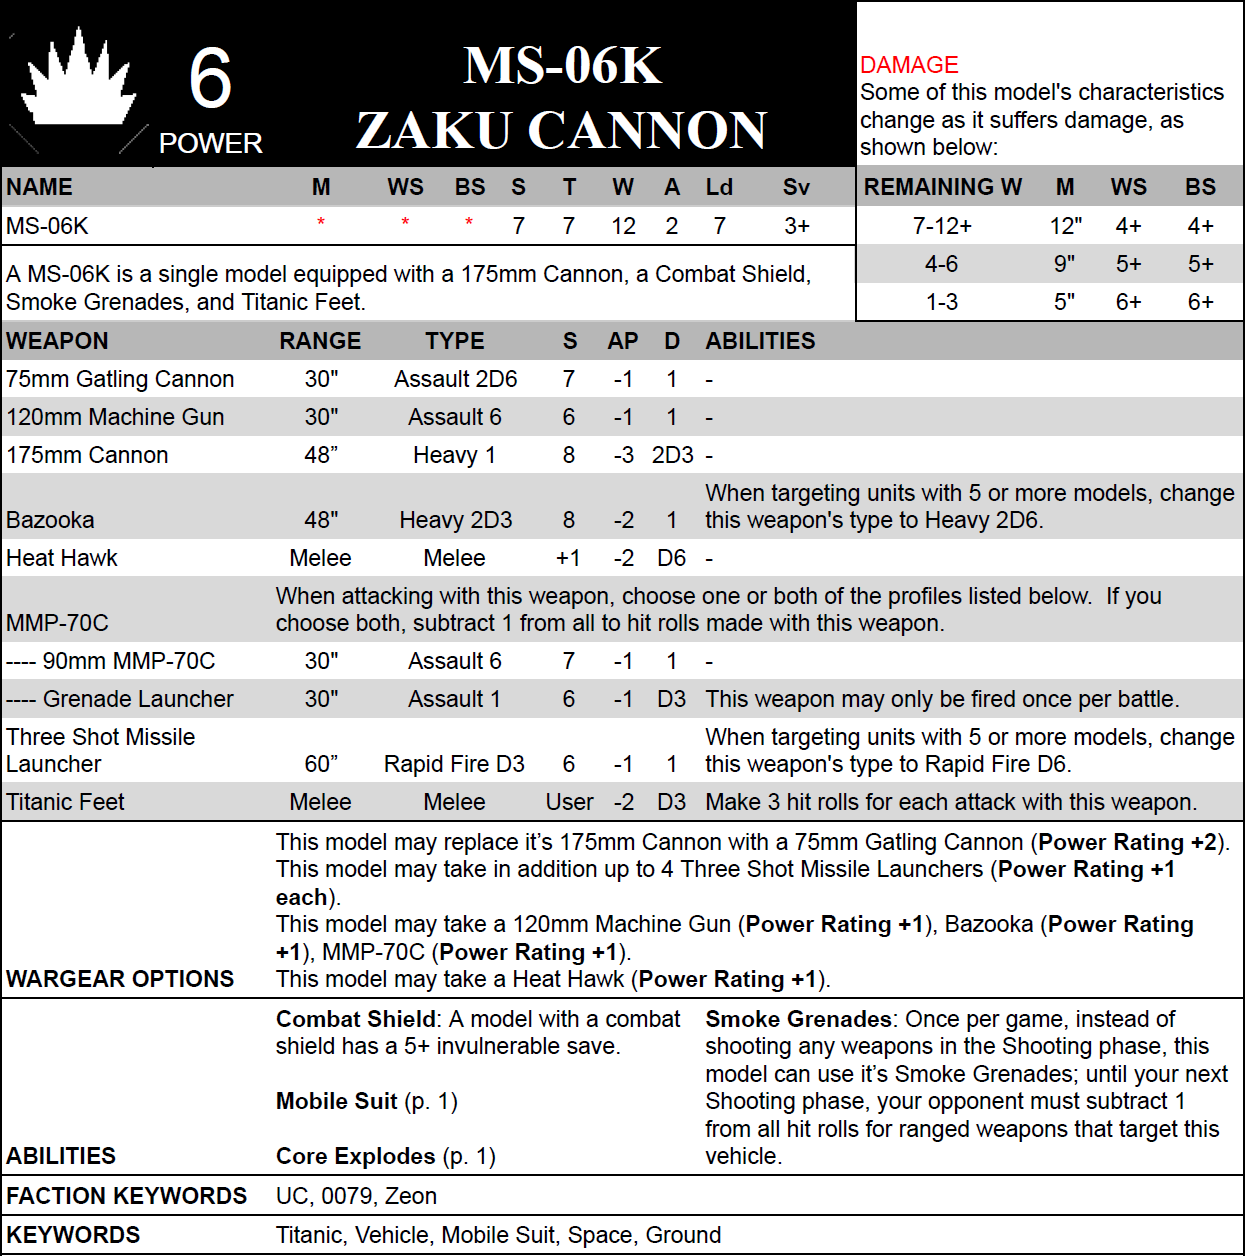 6
POWER
MS-06K
ZAKU CANNON
DAMAGE
Some of this model's characteristics
change as it suffers damage, as
shown below:
NAME M WS BS S T W A Ld Sv
MS-06K * * * 7 7 12 2 7 3+
A MS-06K is a single model equipped with a 175mm Cannon, a Combat Shield,
Smoke Grenades, and Titanic Feet.
REMAINING W M WS BS
7-12+ 12" 4+ 4+
4-6 9" 5+ 5+
1-3 5" 6+ 6+
WEAPON RANGE TYPE S AP D ABILITIES
75mm Gatling Cannon 30" Assault 2D6 7 -1 1 -
120mm Machine Gun 30" Assault 6 6 -1 1 -
175mm Cannon 48” Heavy 1 8 -3 2D3 -
When targeting units with 5 or more models, change
Bazooka 48" Heavy 2D3 8 -2 1 this weapon's type to Heavy 2D6.
Heat Hawk Melee Melee +1 -2 D6 -
When attacking with this weapon, choose one or both of the profiles listed below. If you
MMP-70C choose both, subtract 1 from all to hit rolls made with this weapon.
---- 90mm MMP-70C 30" Assault 6 7 -1 1 -
---- Grenade Launcher 30" Assault 1 6 -1 D3 This weapon may only be fired once per battle.
Three Shot Missile When targeting units with 5 or more models, change
Launcher 60” Rapid Fire D3 6 -1 1 this weapon's type to Rapid Fire D6.
Titanic Feet Melee Melee User -2 D3 Make 3 hit rolls for each attack with this weapon.
This model may replace it’s 175mm Cannon with a 75mm Gatling Cannon (Power Rating +2).
This model may take in addition up to 4 Three Shot Missile Launchers (Power Rating +1
each).
This model may take a 120mm Machine Gun (Power Rating +1), Bazooka (Power Rating
+1), MMP-70C (Power Rating +1).
WARGEAR OPTIONS This model may take a Heat Hawk (Power Rating +1).
Combat Shield: A model with a combat
shield has a 5+ invulnerable save.
Mobile Suit (p. 1)
Core Explodes (p. 1)
Smoke Grenades: Once per game, instead of
shooting any weapons in the Shooting phase, this
model can use it’s Smoke Grenades; until your next
Shooting phase, your opponent must subtract 1
from all hit rolls for ranged weapons that target this
vehicle.
ABILITIES
FACTION KEYWORDS UC, 0079, Zeon
KEYWORDS Titanic, Vehicle, Mobile Suit, Space, Ground